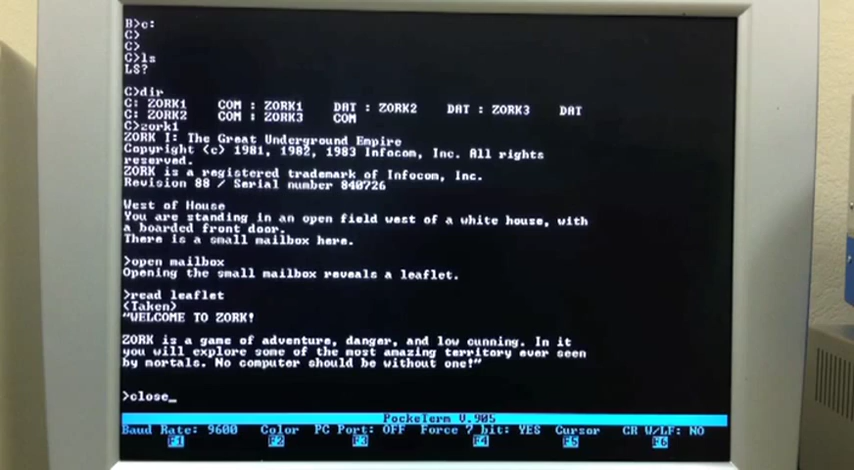 B>c:
C>
C>
C>ls
LS?
C>dir
C: ZORK1 COM : ZORK1 DAT : ZORK2 DAT : ZORK3 DAT
C: ZORK2 COM : ZORK3 COM
C>zork1
ZORK I: The Great Underground Empire
Copyright (c) 1981, 1982, 1983 Infocom, Inc. All rights
reserved.
ZORK is a registered trademark of Infocom, Inc.
Revision 88 / Serial number 840726
West of House
You are standing in an open field west of a white house, with
a boarded front door.
There is a small mailbox here.
>open mailbox
Opening the small mailbox reveals a leaflet.
>read leaflet
(Taken)
"WELCOME TO ZORK!
ZORK is a game of adventure, danger, and low cunning. In it
you will explore some of the most amazing territory ever seen
by mortals. No computer should be without one!"
>close_
PockeTerm V.905
Baud Rate: 9600 Color PC Port: OFF Force 7 bit: YES Cursor CR W/LF: NO
F1 F2 F3 F4 F5 F6